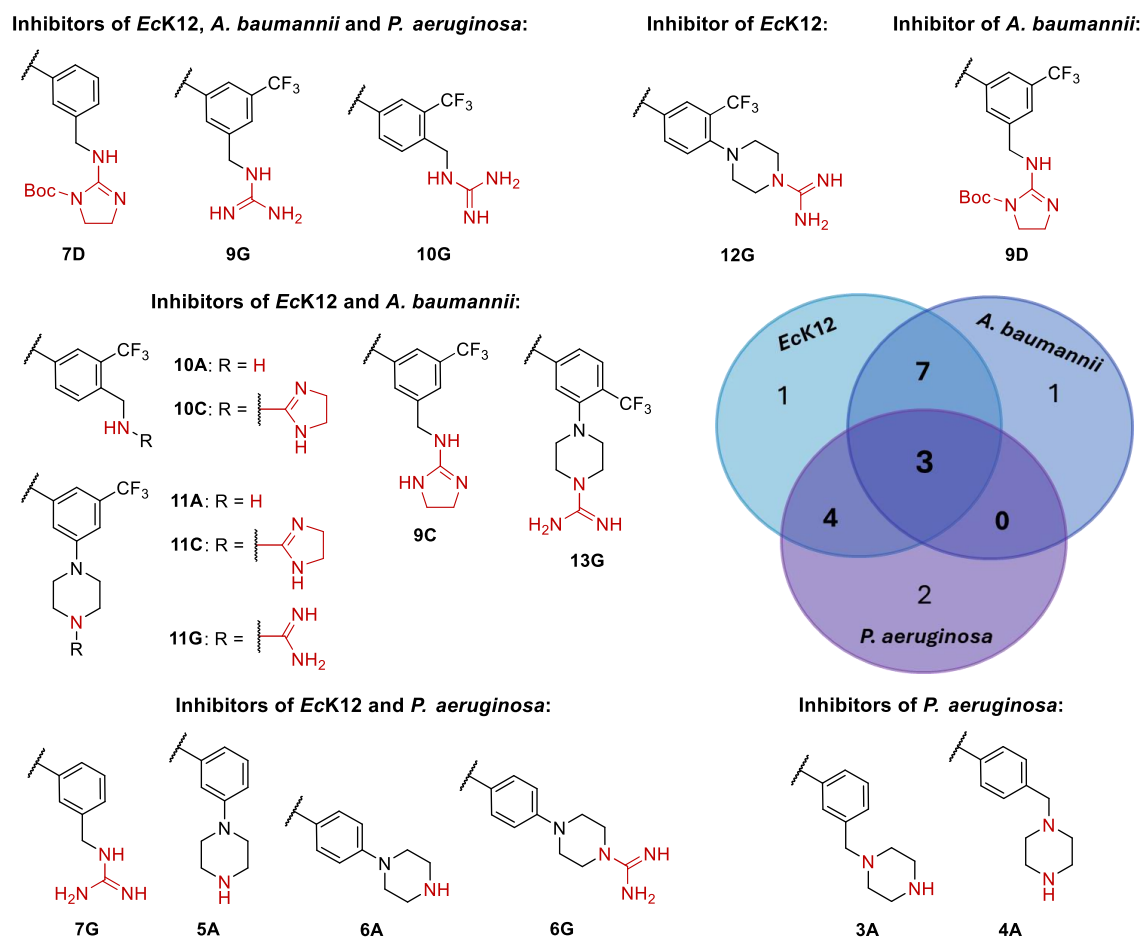 Inhibitors of EcK12, A. baumannii and P. aeruginosa:
Inhibitor of EcK12:
Inhibitor of A. baumannii:
NH
Boc
N
N
7D
CF3
NH
HN
NH2
9G
CF3
HN
NH2
NH
10G
CF3
N
N
NH
NH2
12G
CF3
NH
Boc
N
N
9D
Inhibitors of EcK12 and A. baumannii:
CF3
HN
R
10A: R = H
10C: R =
N
N
H
CF3
N
N
R
11A: R = H
11C: R =
N
N
H
11G: R =
NH
NH2
CF3
NH
HN
N
9C
CF3
N
N
H2N
NH
13G
EcK12
A. baumannii
7
1
1
3
4
0
2
P. aeruginosa
Inhibitors of EcK12 and P. aeruginosa:
NH
H2N
NH
7G
N
N
H
5A
N
NH
6A
N
N
NH
NH2
6G
Inhibitors of P. aeruginosa:
N
NH
3A
N
N
H
4A